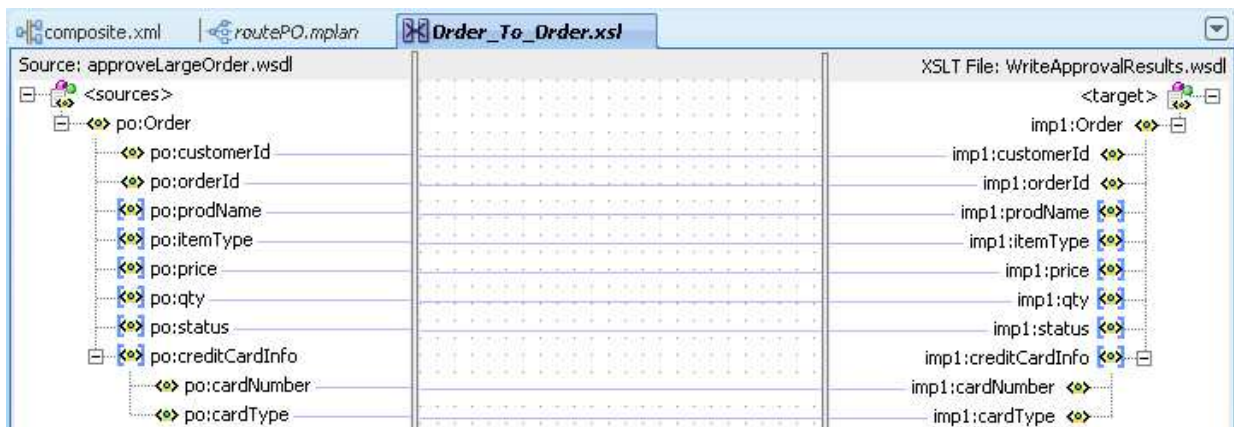 composite.xml routePO.mplan Order_To_Order.xsl
Source: approveLargeOrder.wsdl XSLT File: WriteApprovalResults.wsdl
<sources> <target>
po:Order imp1:Order
po:customerId imp1:customerId
po:orderId imp1:orderId
po:prodName imp1:prodName
po:itemType imp1:itemType
po:price imp1:price
po:qty imp1:qty
po:status imp1:status
po:creditCardInfo imp1:creditCardInfo
po:cardNumber imp1:cardNumber
po:cardType imp1:cardType